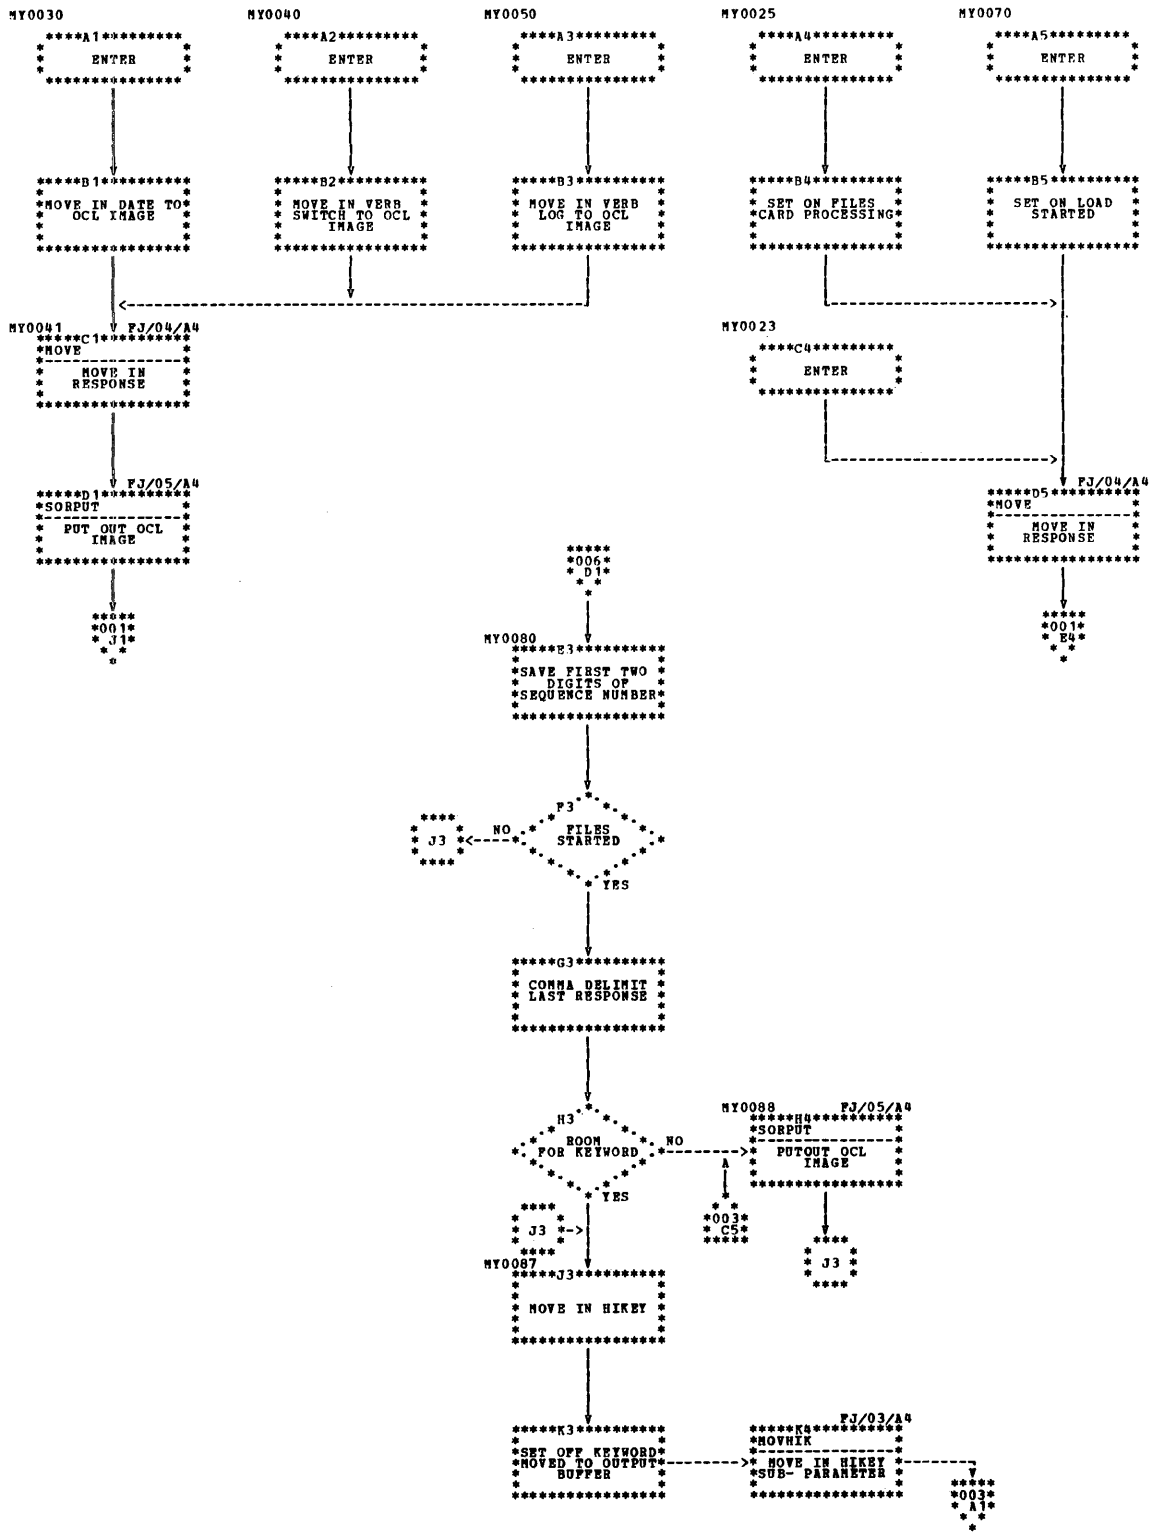 MY0030 MY0040 MY0050 MY0025 MY0070
A1 A2 A3 A4 A5
ENTER ENTER ENTER ENTER ENTER
B1 B2 B3 B4 B5
MOVE IN DATE TO
OCL IMAGE
MOVE IN VERB
SWITCH TO OCL
IMAGE
MOVE IN VERB
LOG TO OCL
IMAGE
SET ON FILES
CARD PROCESSING
SET ON LOAD
STARTED
MY0041 FJ/04/A4
C1
MOVE
MOVE IN
RESPONSE
MY0023
C4
ENTER
FJ/05/A4
D1
SORPUT
PUT OUT OCL
IMAGE
FJ/04/A4
D5
MOVE
MOVE IN
RESPONSE
006
D1
001
J1
001
E4
MY0080
E3
SAVE FIRST TWO
DIGITS OF
SEQUENCE NUMBER
F3
FILES
STARTED
NO
J3
YES
G3
COMMA DELIMIT
LAST RESPONSE
H3
ROOM
FOR KEYWORD
NO
YES
MY0088 FJ/05/A4
H4
SORPUT
PUTOUT OCL
IMAGE
A
003
C5
J3
J3
MY0087
J3
MOVE IN HIKEY
K3
SET OFF KEYWORD
MOVED TO OUTPUT
BUFFER
FJ/03/A4
K4
MOVHIK
MOVE IN HIKEY
SUB- PARAMETER
003
A1